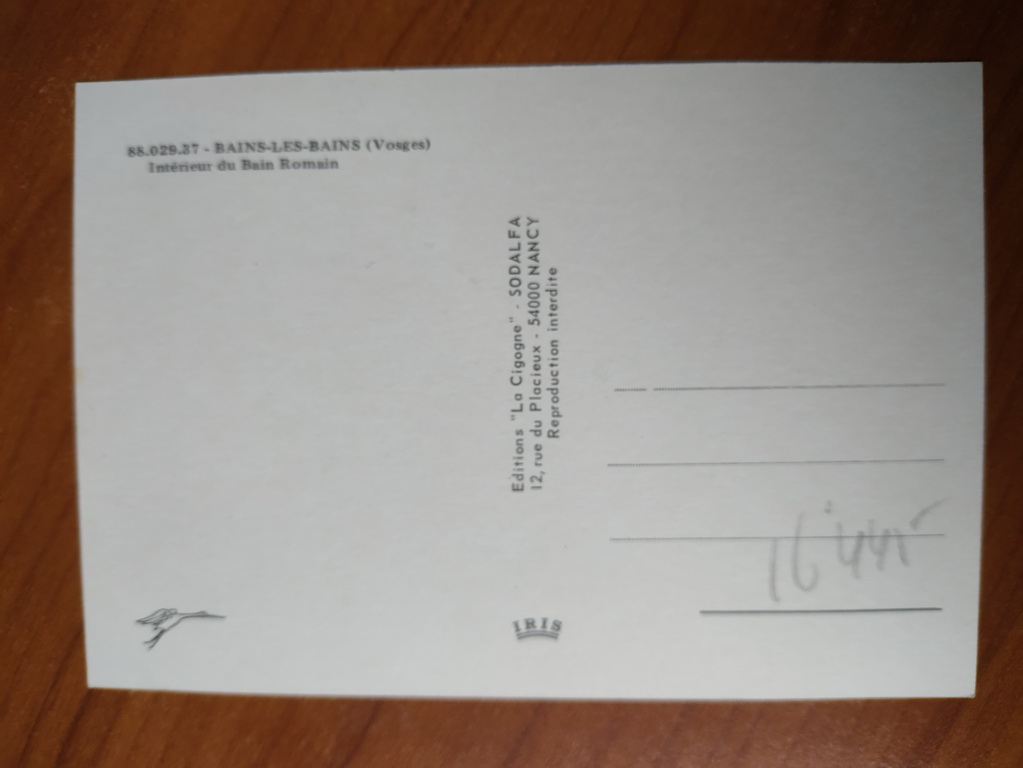 88.029.37 - BAINS-LES-BAINS (Vosges)
Intérieur du Bain Romain
Editions "La Cigogne" - SODALFA
12, rue du Placieux - 54000 NANCY
Reproduction interdite
IRIS